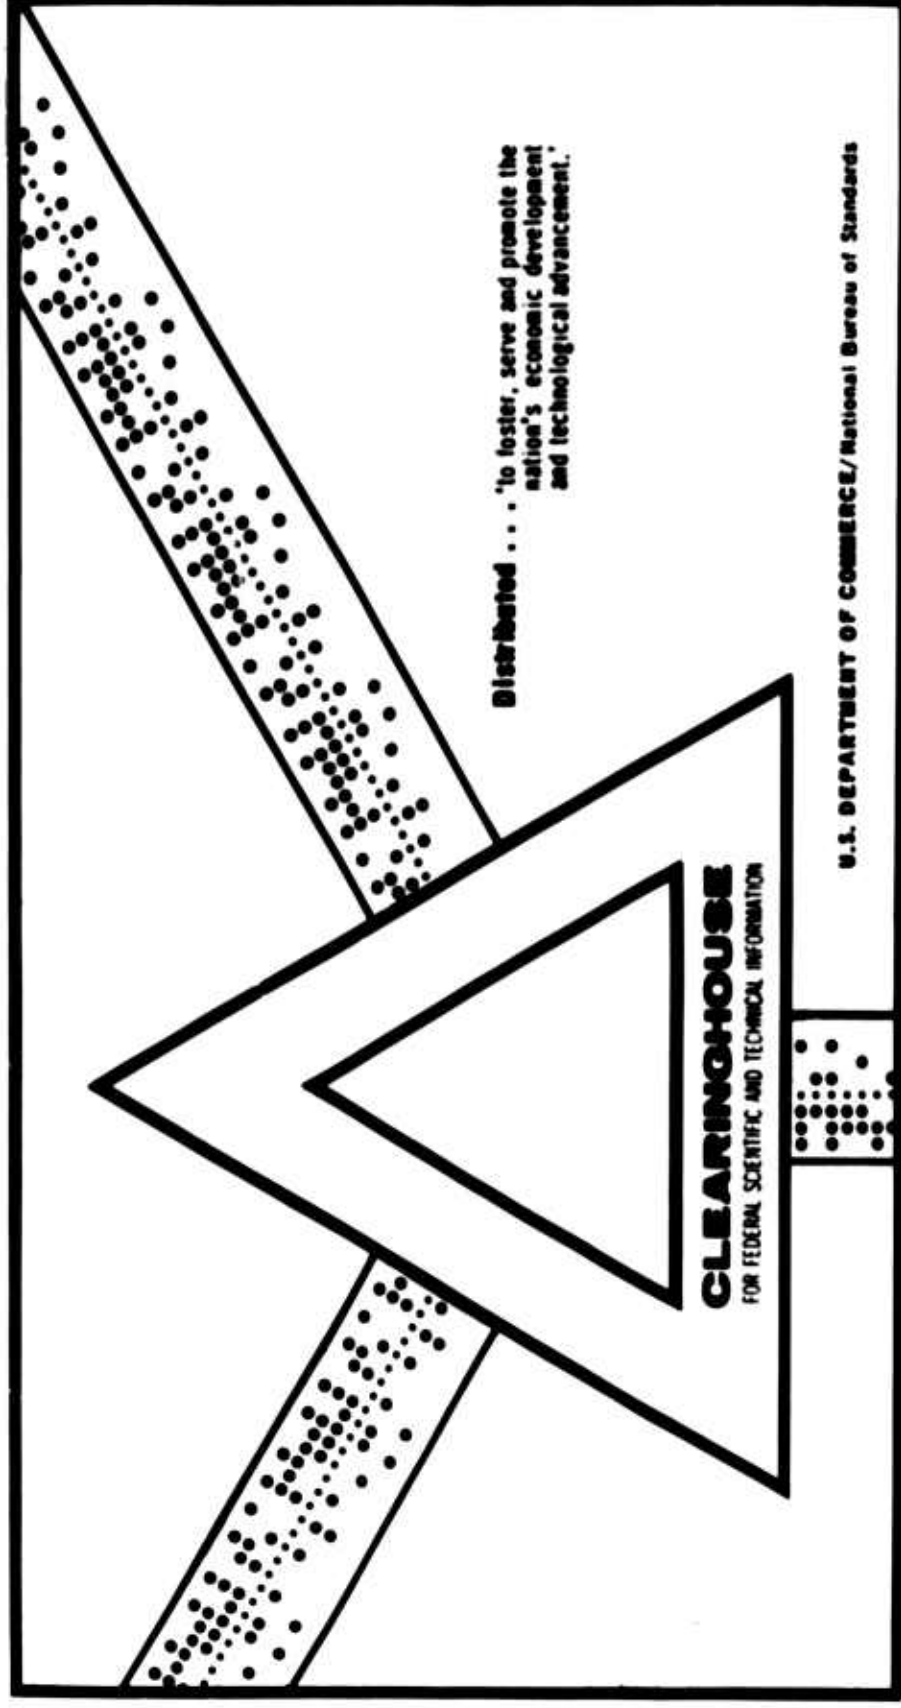 Distributed . . . 'to foster, serve and promote the
nation's economic development
and technological advancement.'
CLEARINGHOUSE
FOR FEDERAL SCIENTIFIC AND TECHNICAL INFORMATION
U.S. DEPARTMENT OF COMMERCE/National Bureau of Standards